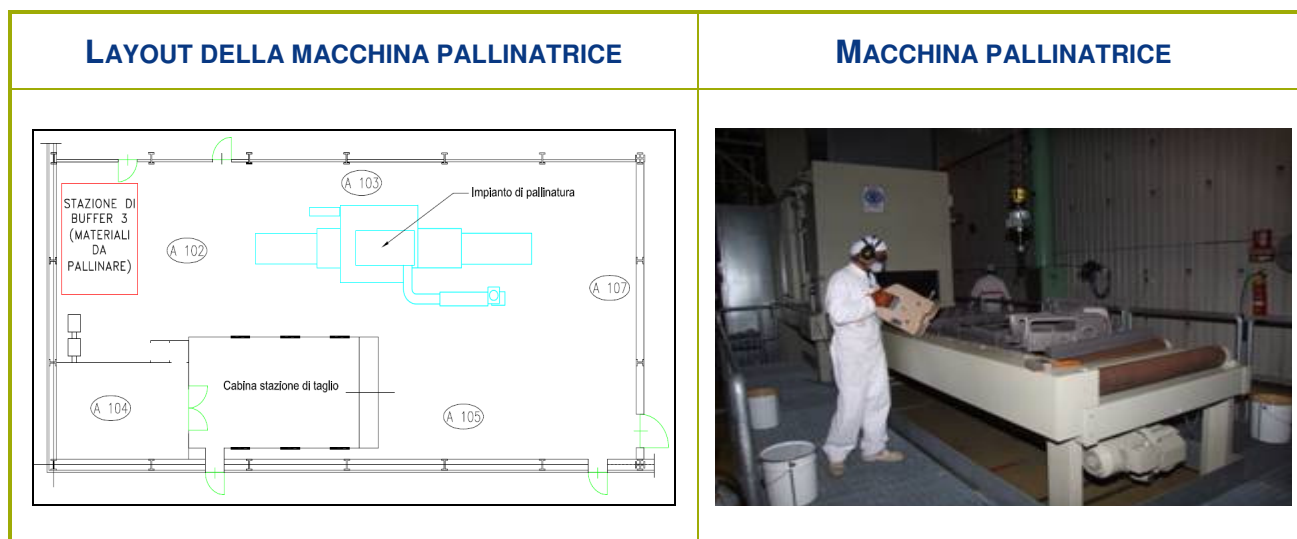 LAYOUT DELLA MACCHINA PALLINATRICE
MACCHINA PALLINATRICE
A 103
Impianto di pallinatura
STAZIONE DI
BUFFER 3
(MATERIALI
DA
PALLINARE)
A 102
A 107
Cabina stazione di taglio
A 104
A 105